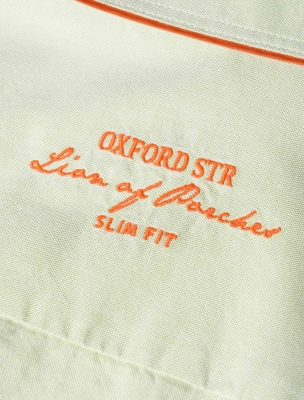 OXFORD STR
Lion of Porches
SLIM FIT